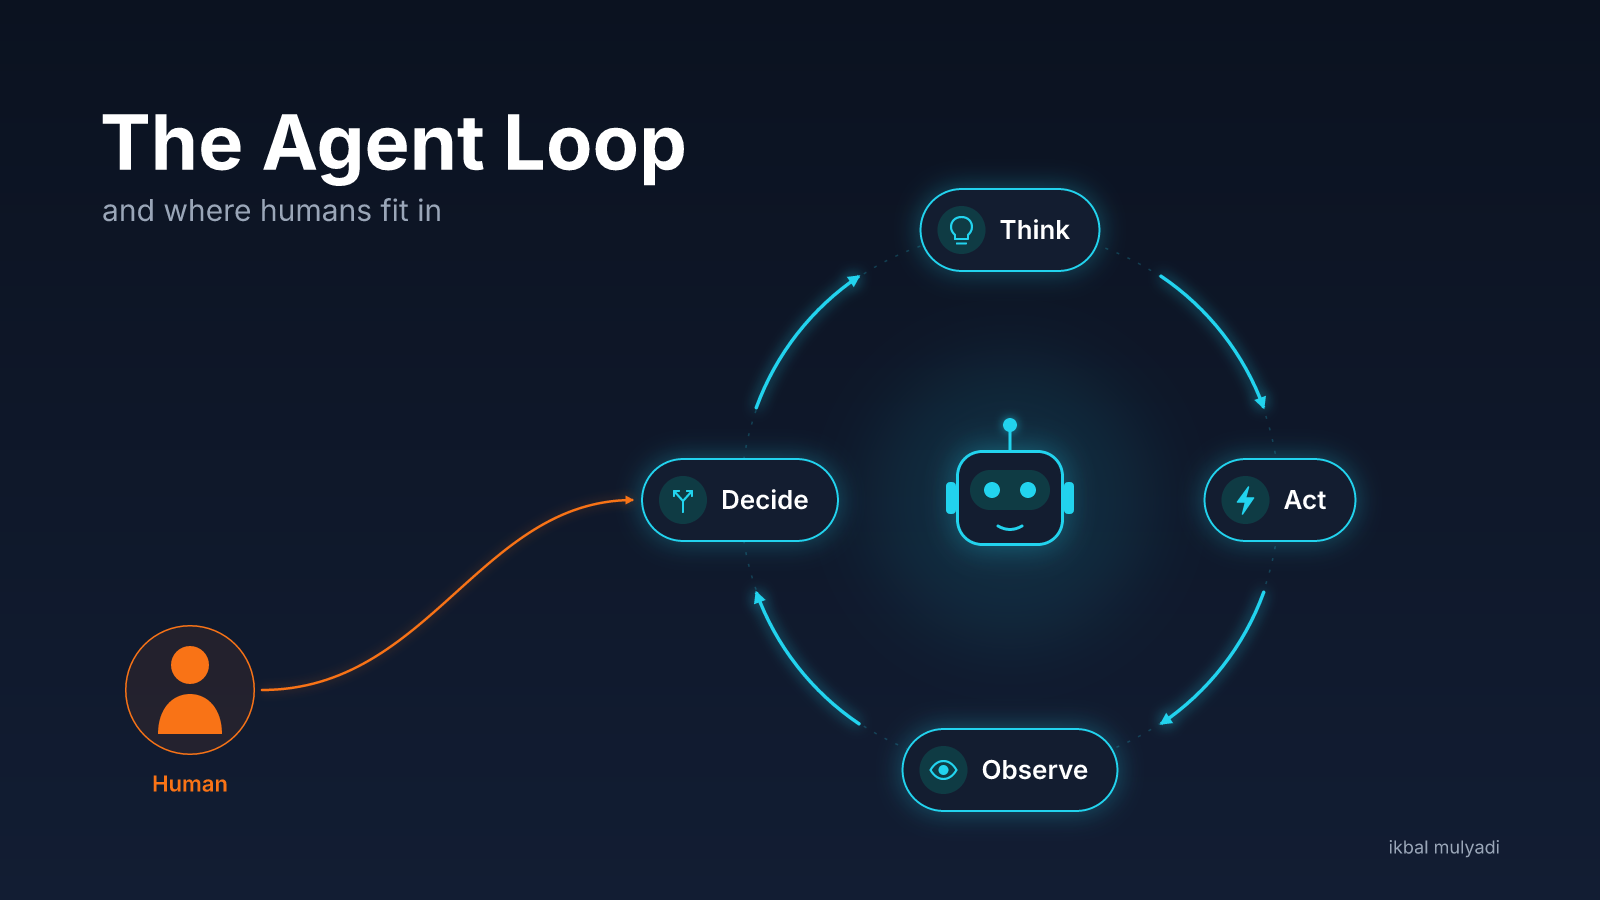 The Agent Loop
and where humans fit in
Think
Decide
Act
Observe
Human
ikbal mulyadi